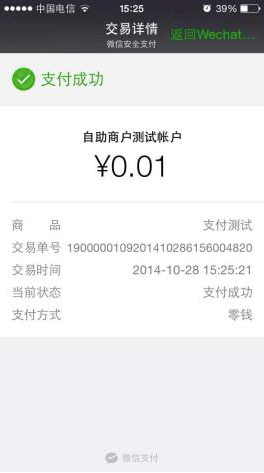 中国电信 15:25 39%
交易详情
微信安全支付
返回Wechat...
支付成功
自助商户测试帐户
¥0.01
商品 支付测试
交易单号 1900000109201410286156004820
交易时间 2014-10-28 15:25:21
当前状态 支付成功
支付方式 零钱
微信支付